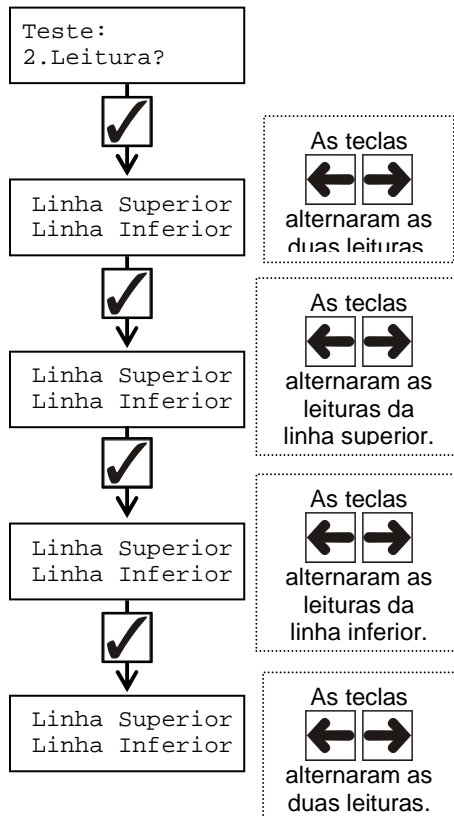 Teste:
2.Leitura?
Linha Superior
Linha Inferior
As teclas
alternaram as
duas leituras.
Linha Superior
Linha Inferior
As teclas
alternaram as
leituras da
linha superior.
Linha Superior
Linha Inferior
As teclas
alternaram as
leituras da
linha inferior.
Linha Superior
Linha Inferior
As teclas
alternaram as
duas leituras.